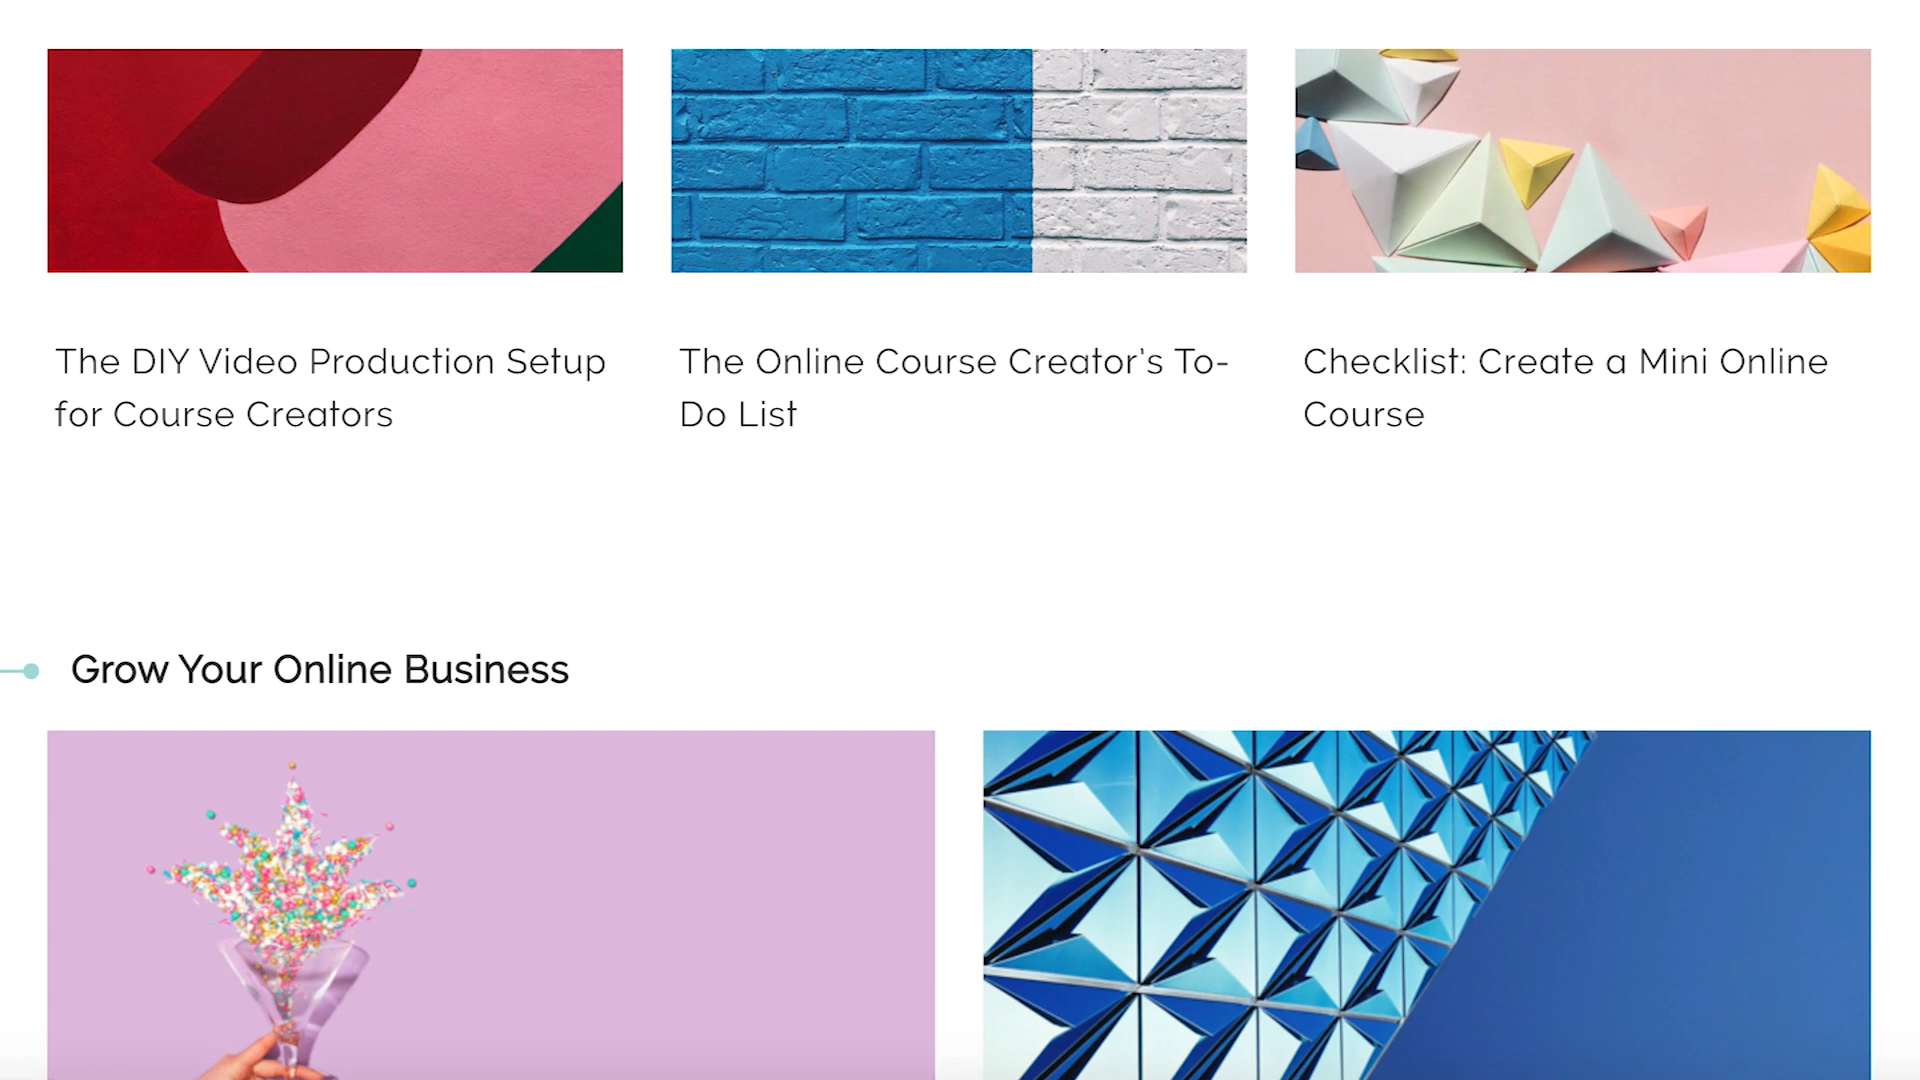 The DIY Video Production Setup
for Course Creators
The Online Course Creator's To-
Do List
Checklist: Create a Mini Online
Course
Grow Your Online Business